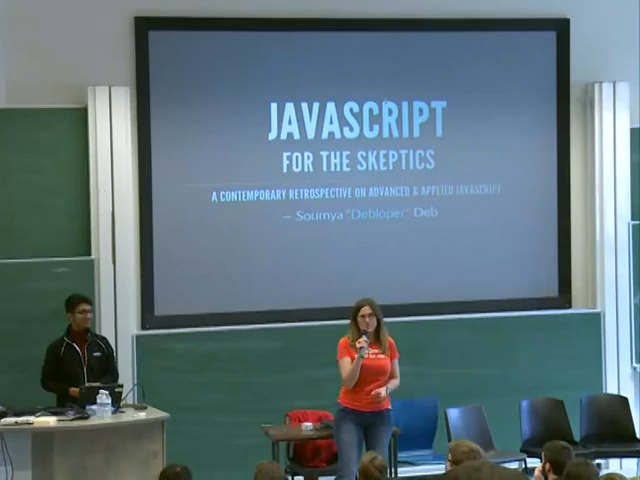 JAVASCRIPT
FOR THE SKEPTICS
A CONTEMPORARY RETROSPECTIVE ON ADVANCED & APPLIED JAVASCRIPT
— Soumya "Debloper" Deb